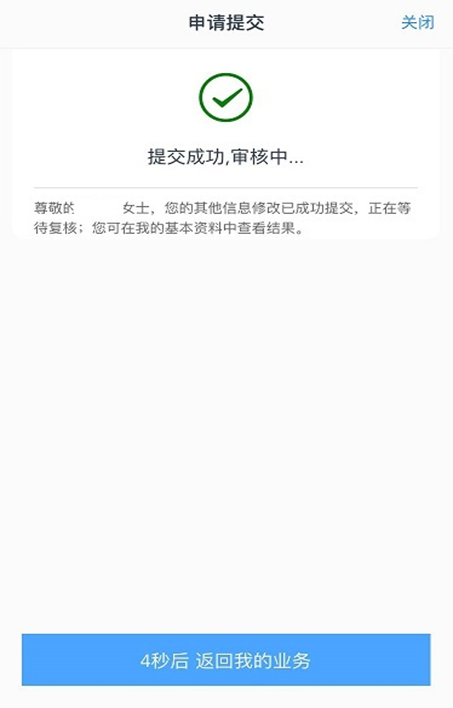 申请提交
关闭
提交成功,审核中...
尊敬的 女士，您的其他信息修改已成功提交，正在等
待复核；您可在我的基本资料中查看结果。
4秒后 返回我的业务